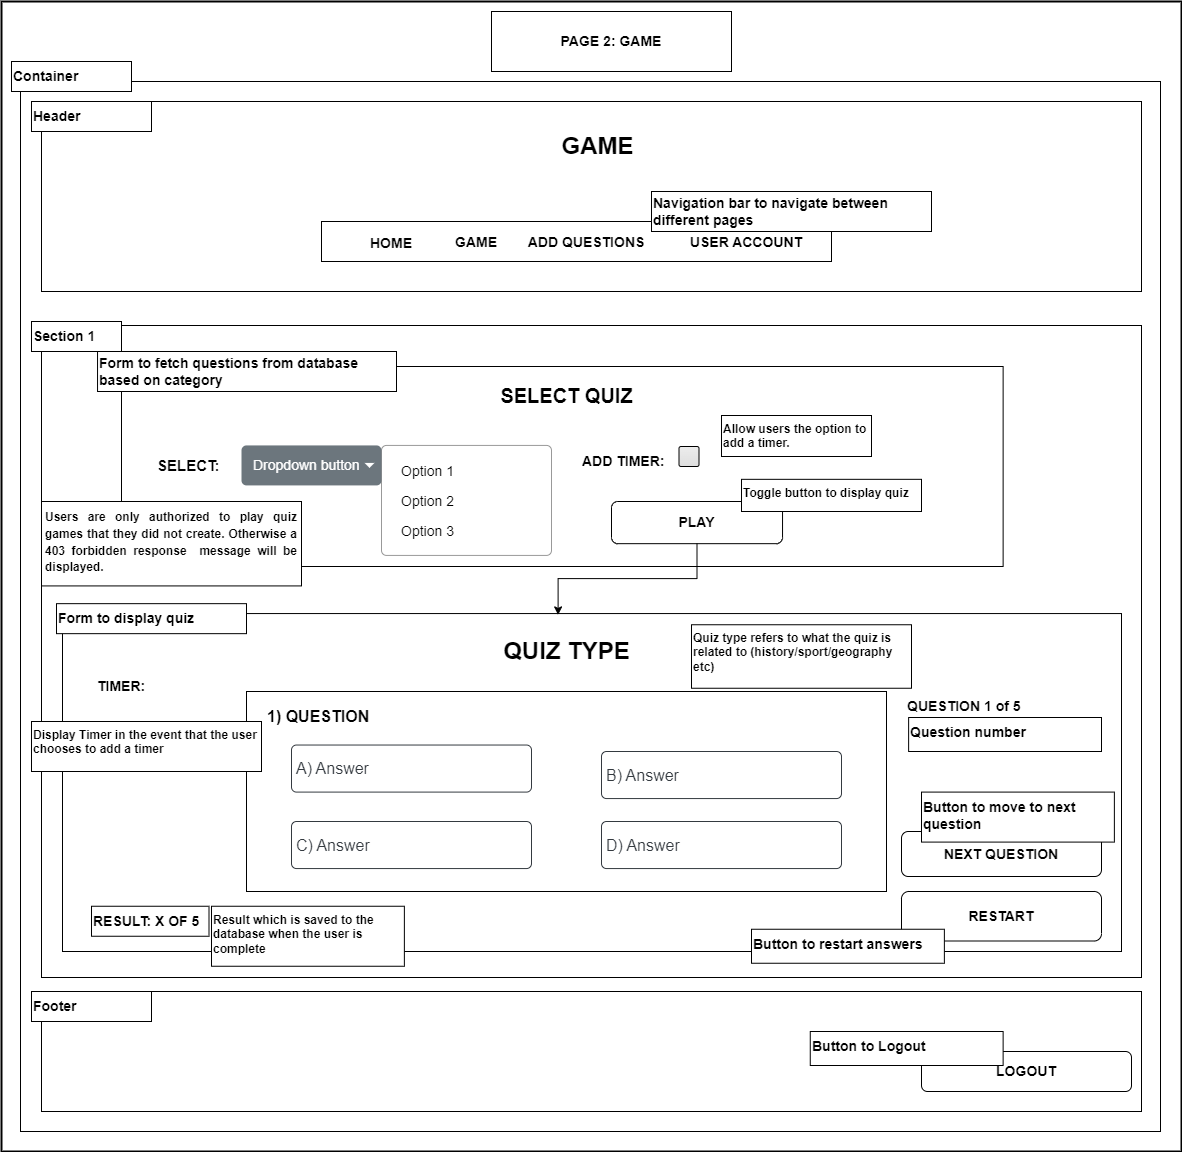 PAGE 2: GAME
Container
Header
GAME
Navigation bar to navigate between
different pages
HOME GAME ADD QUESTIONS USER ACCOUNT
Section 1
Form to fetch questions from database
based on category
SELECT QUIZ
Allow users the option to
add a timer.
SELECT: Dropdown button ADD TIMER:
Option 1
Option 2
Option 3
Toggle button to display quiz
PLAY
Users are only authorized to play quiz
games that they did not create. Otherwise a
403 forbidden response message will be
displayed.
Form to display quiz
QUIZ TYPE
Quiz type refers to what the quiz is
related to (history/sport/geography
etc)
TIMER:
Display Timer in the event that the user
chooses to add a timer
1) QUESTION
QUESTION 1 of 5
Question number
A) Answer
B) Answer
C) Answer
D) Answer
Button to move to next
question
NEXT QUESTION
RESULT: X OF 5
Result which is saved to the
database when the user is
complete
RESTART
Button to restart answers
Footer
Button to Logout
LOGOUT